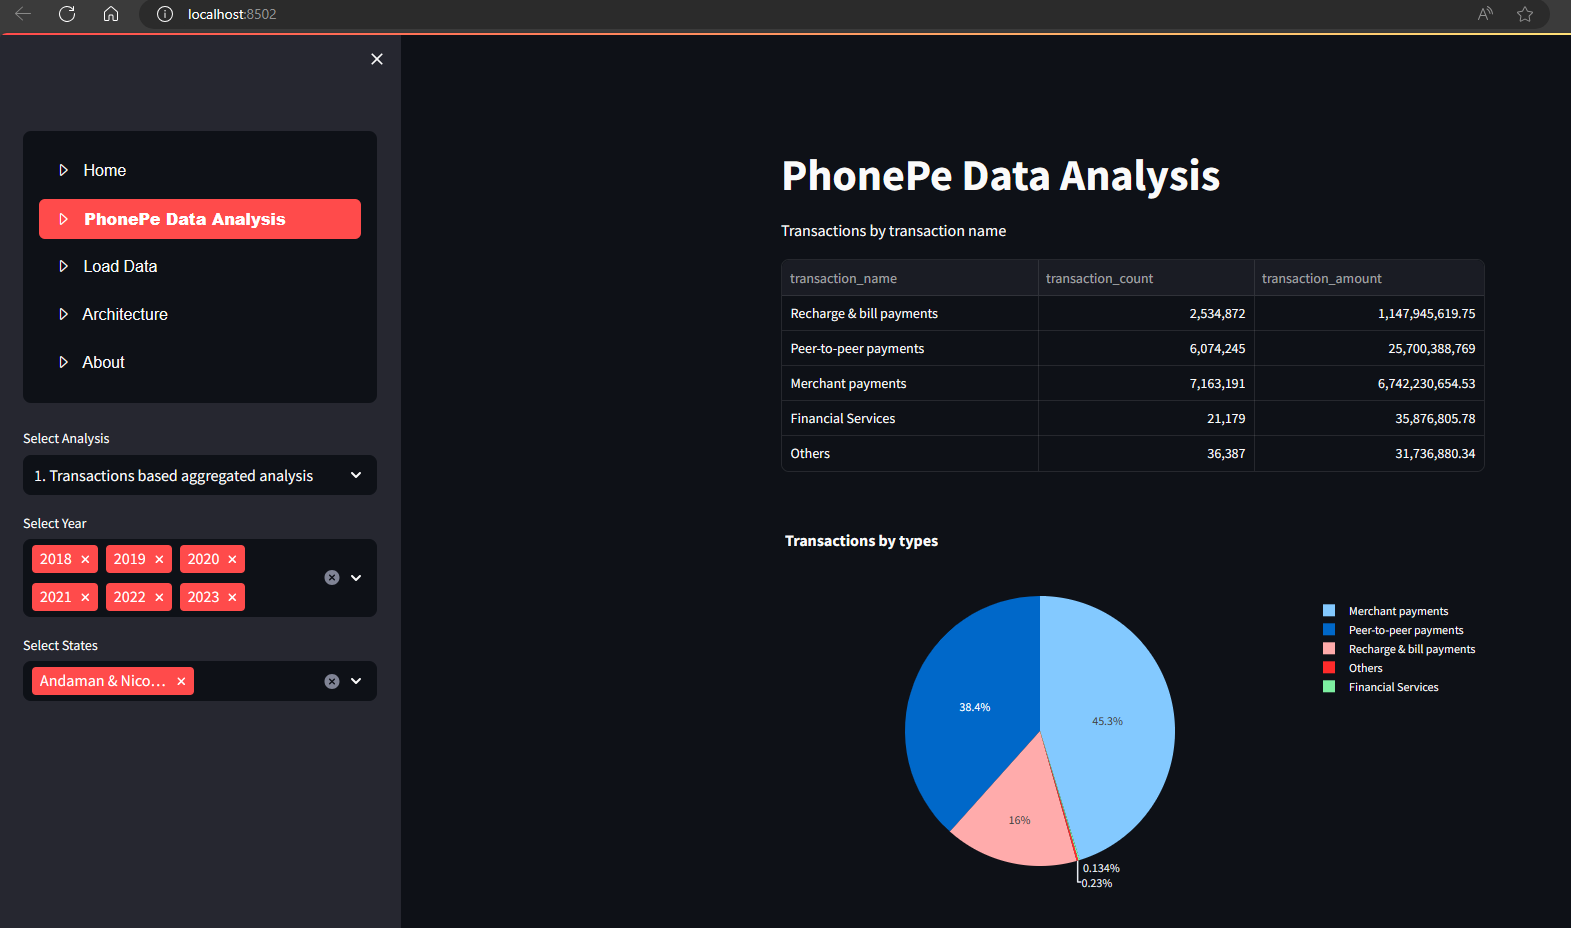 localhost:8502
Home
PhonePe Data Analysis
Load Data
Architecture
About
Select Analysis
1. Transactions based aggregated analysis
Select Year
2018 2019 2020
2021 2022 2023
Select States
Andaman & Nico...
PhonePe Data Analysis
Transactions by transaction name
transaction_name transaction_count transaction_amount
Recharge & bill payments 2,534,872 1,147,945,619.75
Peer-to-peer payments 6,074,245 25,700,388,769
Merchant payments 7,163,191 6,742,230,654.53
Financial Services 21,179 35,876,805.78
Others 36,387 31,736,880.34
Transactions by types
38.4%
45.3%
16%
0.134%
0.23%
Merchant payments
Peer-to-peer payments
Recharge & bill payments
Others
Financial Services